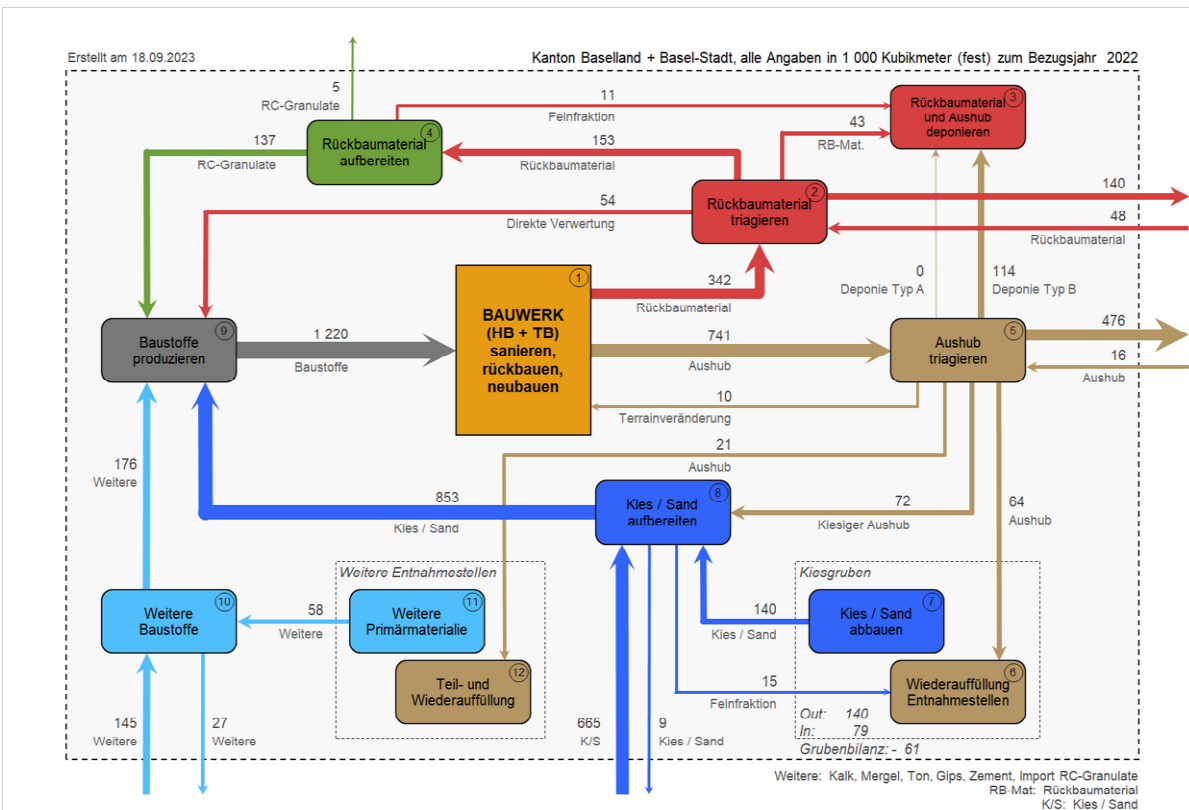 Erstellt am 18.09.2023
Kanton Baselland + Basel-Stadt, alle Angaben in 1 000 Kubikmeter (fest) zum Bezugsjahr 2022
5
RC-Granulate
11
Feinfraktion
3
Rückbaumaterial
und Aushub
deponieren
4
Rückbaumaterial
aufbereiten
137
RC-Granulate
153
Rückbaumaterial
43
RB-Mat.
2
Rückbaumaterial
triagieren
140
54
Direkte Verwertung
48
Rückbaumaterial
1
BAUWERK
(HB + TB)
sanieren,
rückbauen,
neubauen
342
Rückbaumaterial
0
Deponie Typ A
114
Deponie Typ B
9
Baustoffe
produzieren
1 220
Baustoffe
741
Aushub
5
Aushub
triagieren
476
16
Aushub
10
Terrainveränderung
21
Aushub
176
Weitere
853
Kies / Sand
8
Kies / Sand
aufbereiten
72
Kiesiger Aushub
64
Aushub
Weitere Entnahmestellen
Kiesgruben
10
Weitere
Baustoffe
58
Weitere
11
Weitere
Primärmaterialie
140
Kies / Sand
7
Kies / Sand
abbauen
12
Teil- und
Wiederauffüllung
15
Feinfraktion
6
Wiederauffüllung
Entnahmestellen
145
Weitere
27
Weitere
665
K/S
9
Kies / Sand
Out: 140
In: 79
Grubenbilanz: - 61
Weitere: Kalk, Mergel, Ton, Gips, Zement, Import RC-Granulate
RB-Mat: Rückbaumaterial
K/S: Kies / Sand